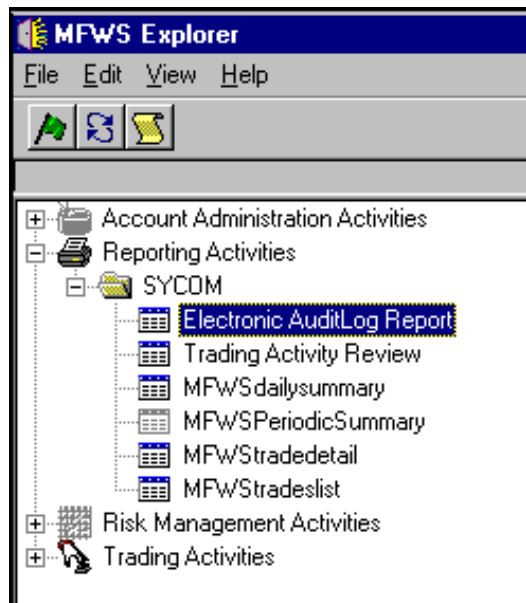 MFWS Explorer
File Edit View Help
Account Administration Activities
Reporting Activities
SYCOM
Electronic AuditLog Report
Trading Activity Review
MFWSdailysummary
MFWSPeriodicSummary
MFWStradedetail
MFWStradeslist
Risk Management Activities
Trading Activities